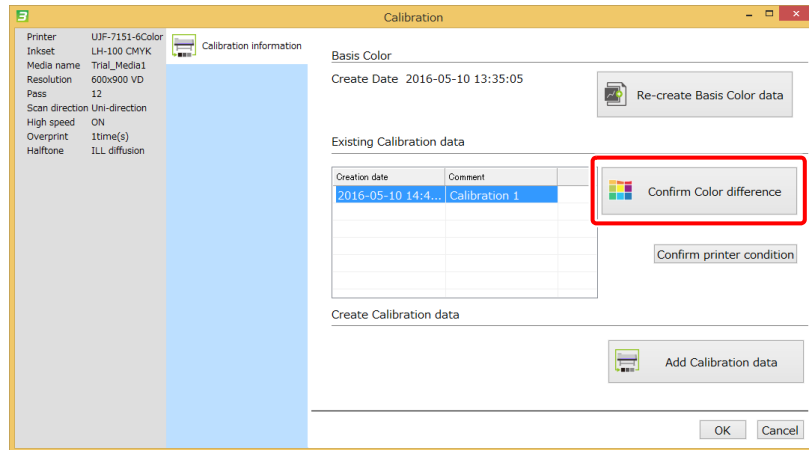 Calibration
Printer UJF-7151-6Color
Inkset LH-100 CMYK
Media name Trial_Media1
Resolution 600x900 VD
Pass 12
Scan direction Uni-direction
High speed ON
Overprint 1time(s)
Halftone ILL diffusion
Calibration information
Basis Color
Create Date 2016-05-10 13:35:05
Re-create Basis Color data
Existing Calibration data
Creation date Comment
2016-05-10 14:4... Calibration 1
Confirm Color difference
Confirm printer condition
Create Calibration data
Add Calibration data
OK Cancel